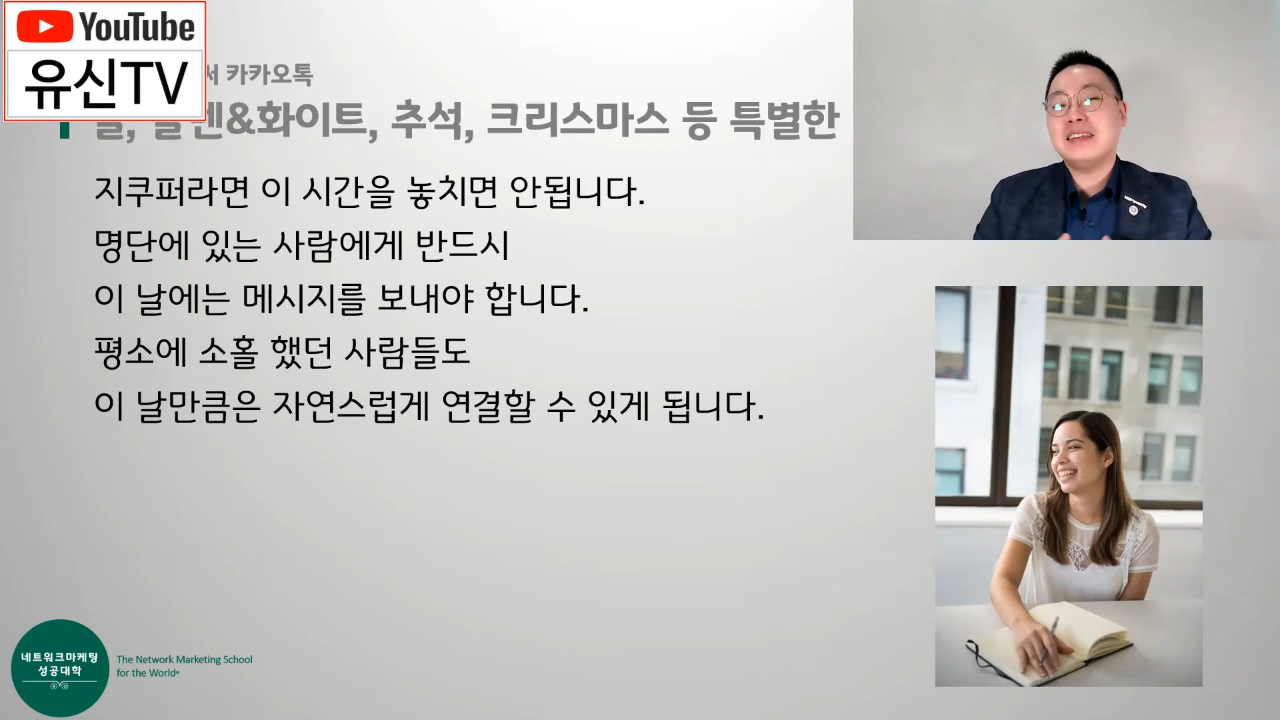 YouTube
유신TV
카카오톡
발렌&화이트, 추석, 크리스마스 등 특별한
지쿠퍼라면 이 시간을 놓치면 안됩니다.
명단에 있는 사람에게 반드시
이 날에는 메시지를 보내야 합니다.
평소에 소홀 했던 사람들도
이 날만큼은 자연스럽게 연결할 수 있게 됩니다.
네트워크마케팅
성공대학
The Network Marketing School
for the World®